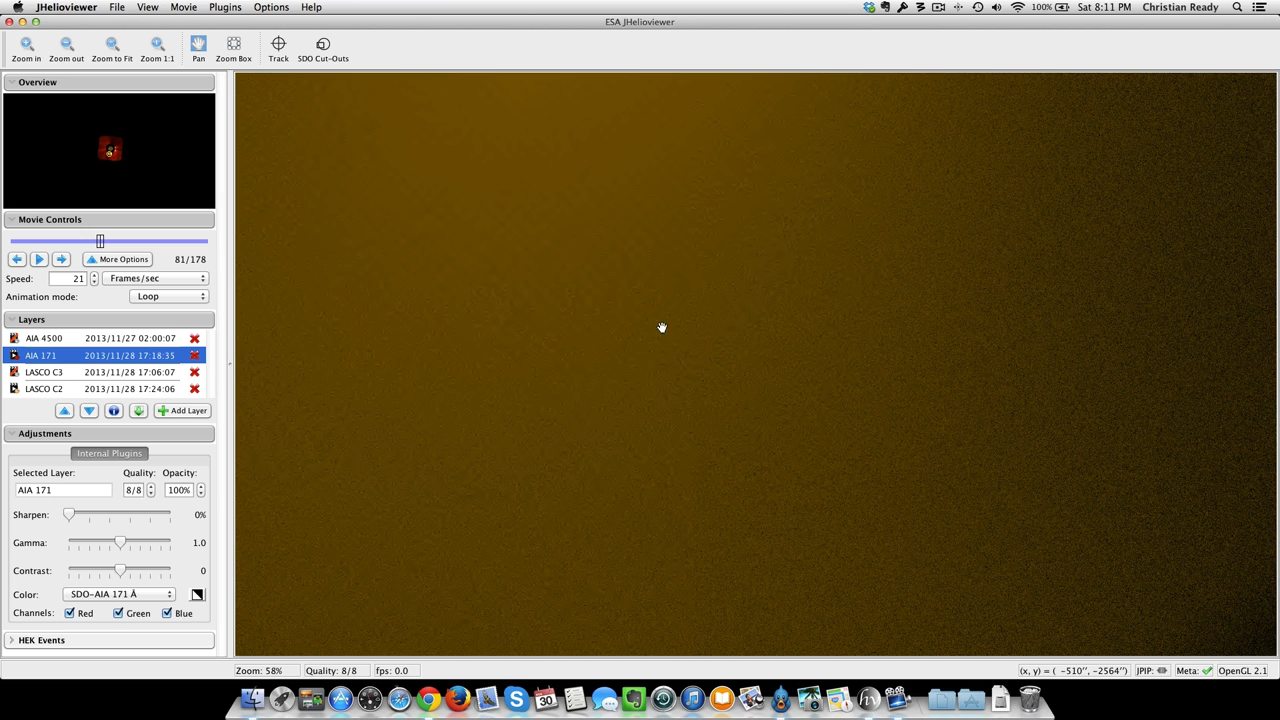 JHelioviewer File View Movie Plugins Options Help 100% Sat 8:11 PM Christian Ready
ESA JHelioviewer
Zoom in Zoom out Zoom to Fit Zoom 1:1 Pan Zoom Box Track SDO Cut-Outs
Overview
Movie Controls
More Options 81/178
Speed: 21 Frames/sec
Animation mode: Loop
Layers
AIA 4500 2013/11/27 02:00:07
AIA 171 2013/11/28 17:18:35
LASCO C3 2013/11/28 17:06:07
LASCO C2 2013/11/28 17:24:06
Add Layer
Adjustments
Internal Plugins
Selected Layer: Quality: Opacity:
AIA 171 8/8 100%
Sharpen: 0%
Gamma: 1.0
Contrast: 0
Color: SDO-AIA 171 Å
Channels: Red Green Blue
HEK Events
Zoom: 58% Quality: 8/8 fps: 0.0 (x, y) = ( -510’’, -2564’’) JPIP: Meta: OpenGL 2.1
30
hv